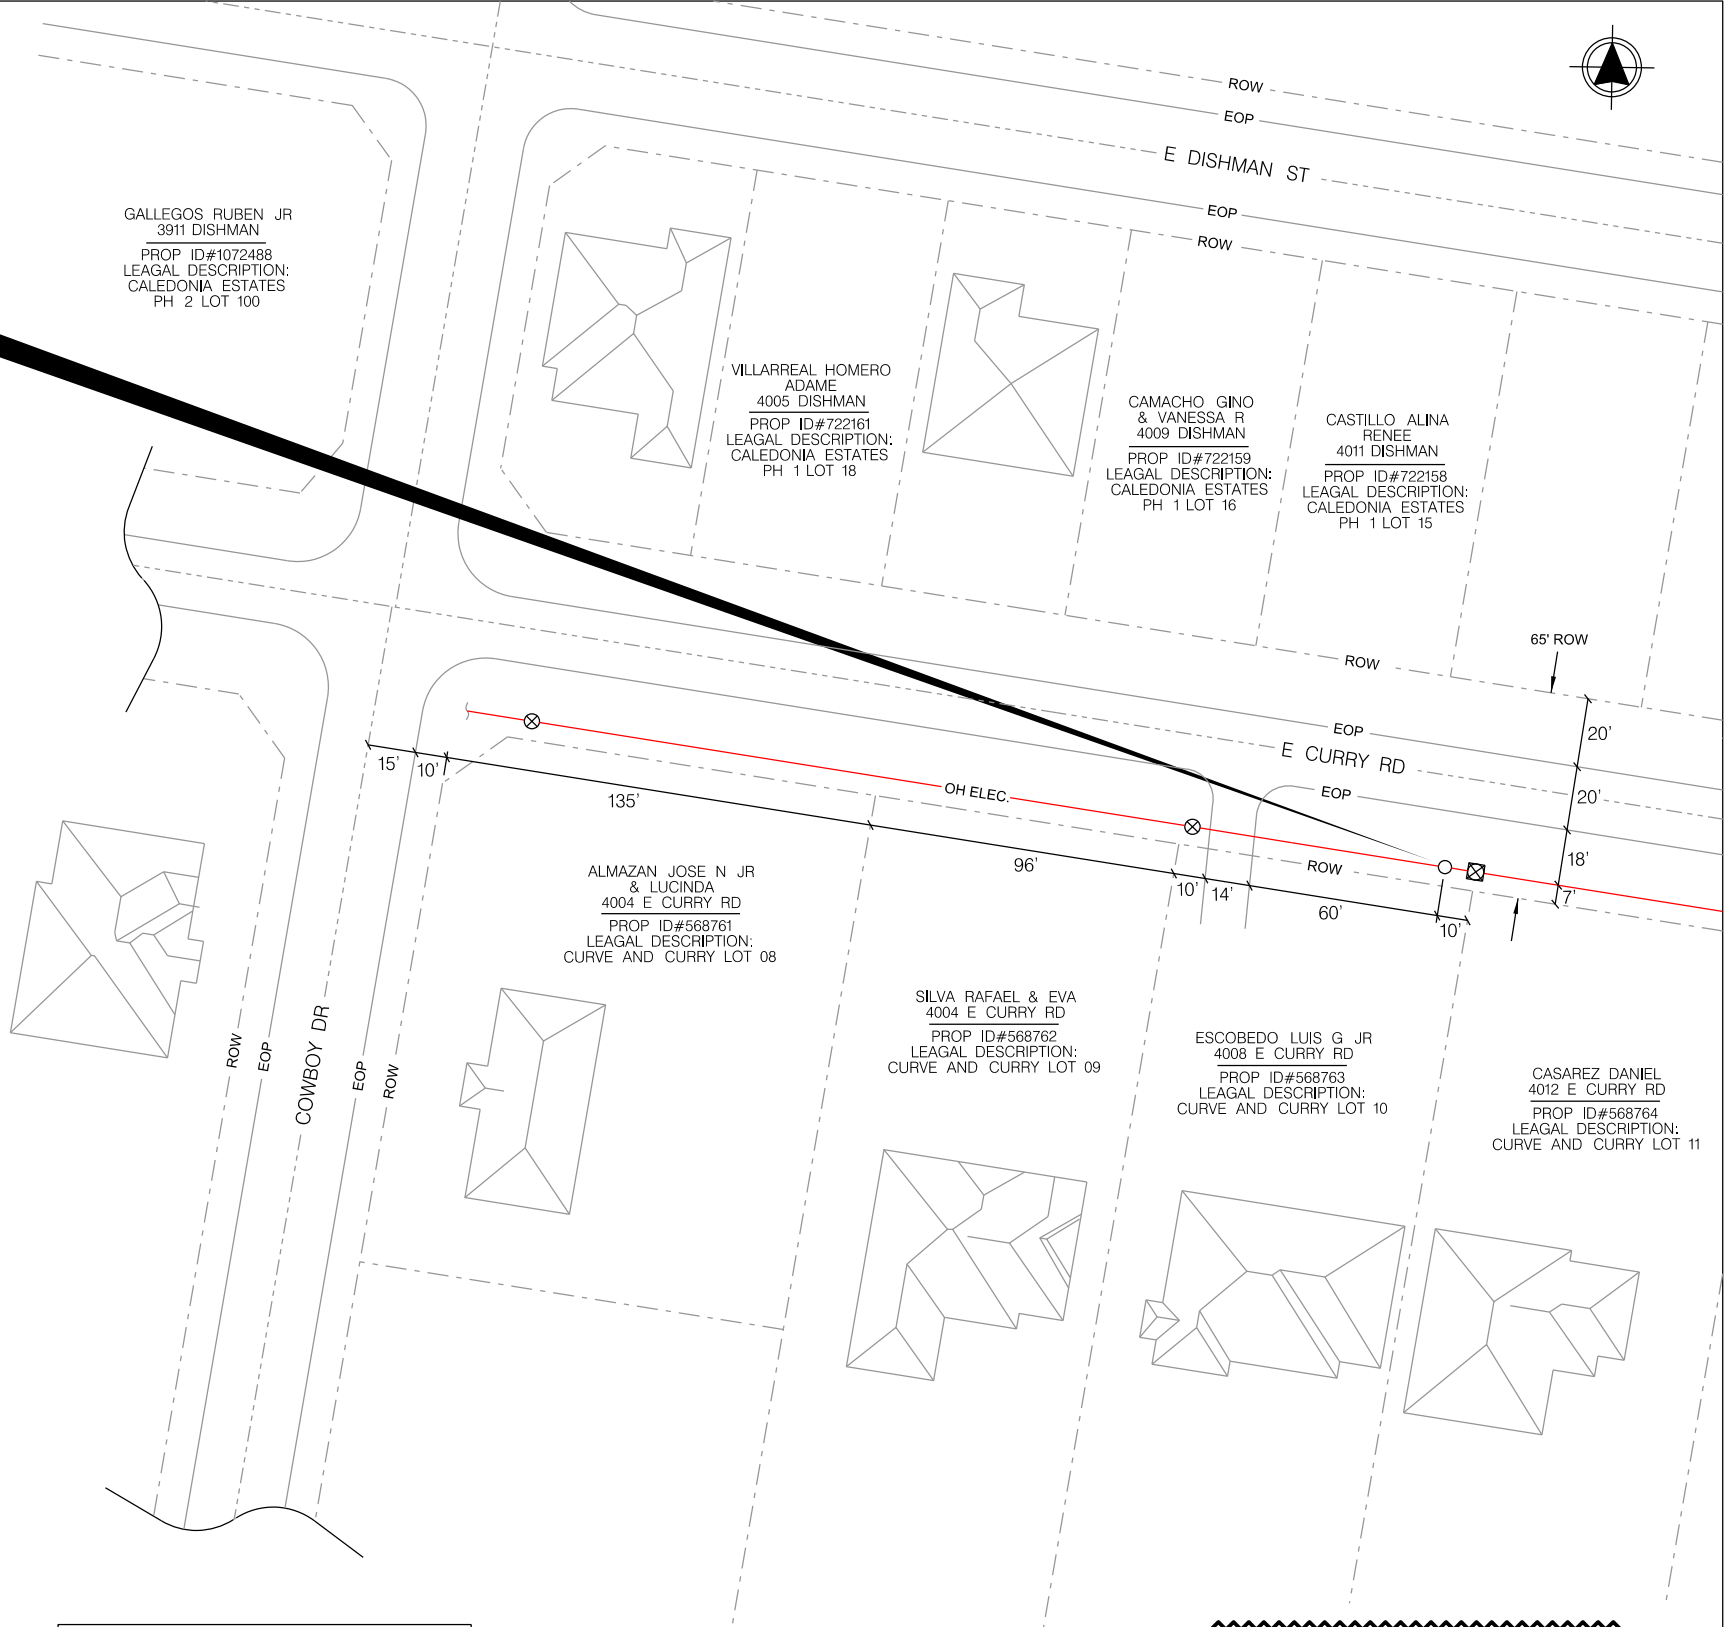 ROW
EOP
E DISHMAN ST
EOP
ROW
GALLEGOS RUBEN JR
3911 DISHMAN
PROP ID#1072488
LEAGAL DESCRIPTION:
CALEDONIA ESTATES
PH 2 LOT 100
VILLARREAL HOMERO
ADAME
4005 DISHMAN
PROP ID#722161
LEAGAL DESCRIPTION:
CALEDONIA ESTATES
PH 1 LOT 18
CAMACHO GINO
& VANESSA R
4009 DISHMAN
PROP ID#722159
LEAGAL DESCRIPTION:
CALEDONIA ESTATES
PH 1 LOT 16
CASTILLO ALINA
RENEE
4011 DISHMAN
PROP ID#722158
LEAGAL DESCRIPTION:
CALEDONIA ESTATES
PH 1 LOT 15
65' ROW
ROW
EOP
E CURRY RD
EOP
20'
20'
18'
7'
15'
10'
135'
OH ELEC.
96'
10'
14'
ROW
60'
10'
ALMAZAN JOSE N JR
& LUCINDA
4004 E CURRY RD
PROP ID#568761
LEAGAL DESCRIPTION:
CURVE AND CURRY LOT 08
SILVA RAFAEL & EVA
4004 E CURRY RD
PROP ID#568762
LEAGAL DESCRIPTION:
CURVE AND CURRY LOT 09
ESCOBEDO LUIS G JR
4008 E CURRY RD
PROP ID#568763
LEAGAL DESCRIPTION:
CURVE AND CURRY LOT 10
CASAREZ DANIEL
4012 E CURRY RD
PROP ID#568764
LEAGAL DESCRIPTION:
CURVE AND CURRY LOT 11
ROW
EOP
COWBOY DR
EOP
ROW